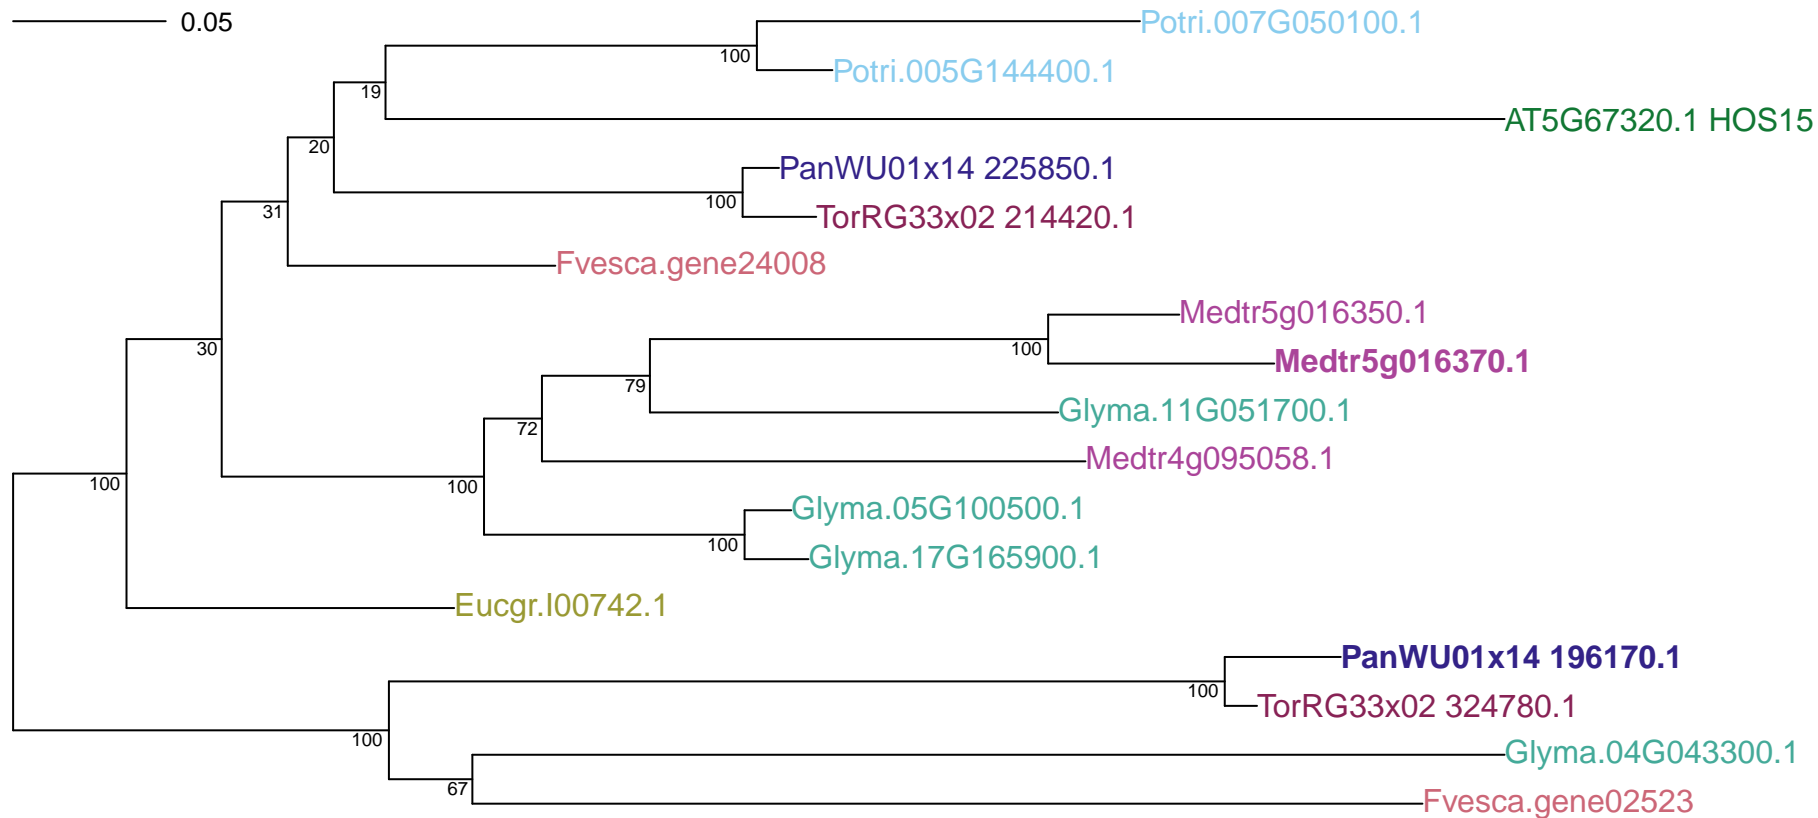 0.05
Potri.007G050100.1
100
Potri.005G144400.1
19
AT5G67320.1 HOS15
20
PanWU01x14 225850.1
100
TorRG33x02 214420.1
31
Fvesca.gene24008
Medtr5g016350.1
30
100
Medtr5g016370.1
79
Glyma.11G051700.1
72
Medtr4g095058.1
100
100
Glyma.05G100500.1
100
Glyma.17G165900.1
Eucgr.I00742.1
PanWU01x14 196170.1
100
TorRG33x02 324780.1
100
Glyma.04G043300.1
67
Fvesca.gene02523